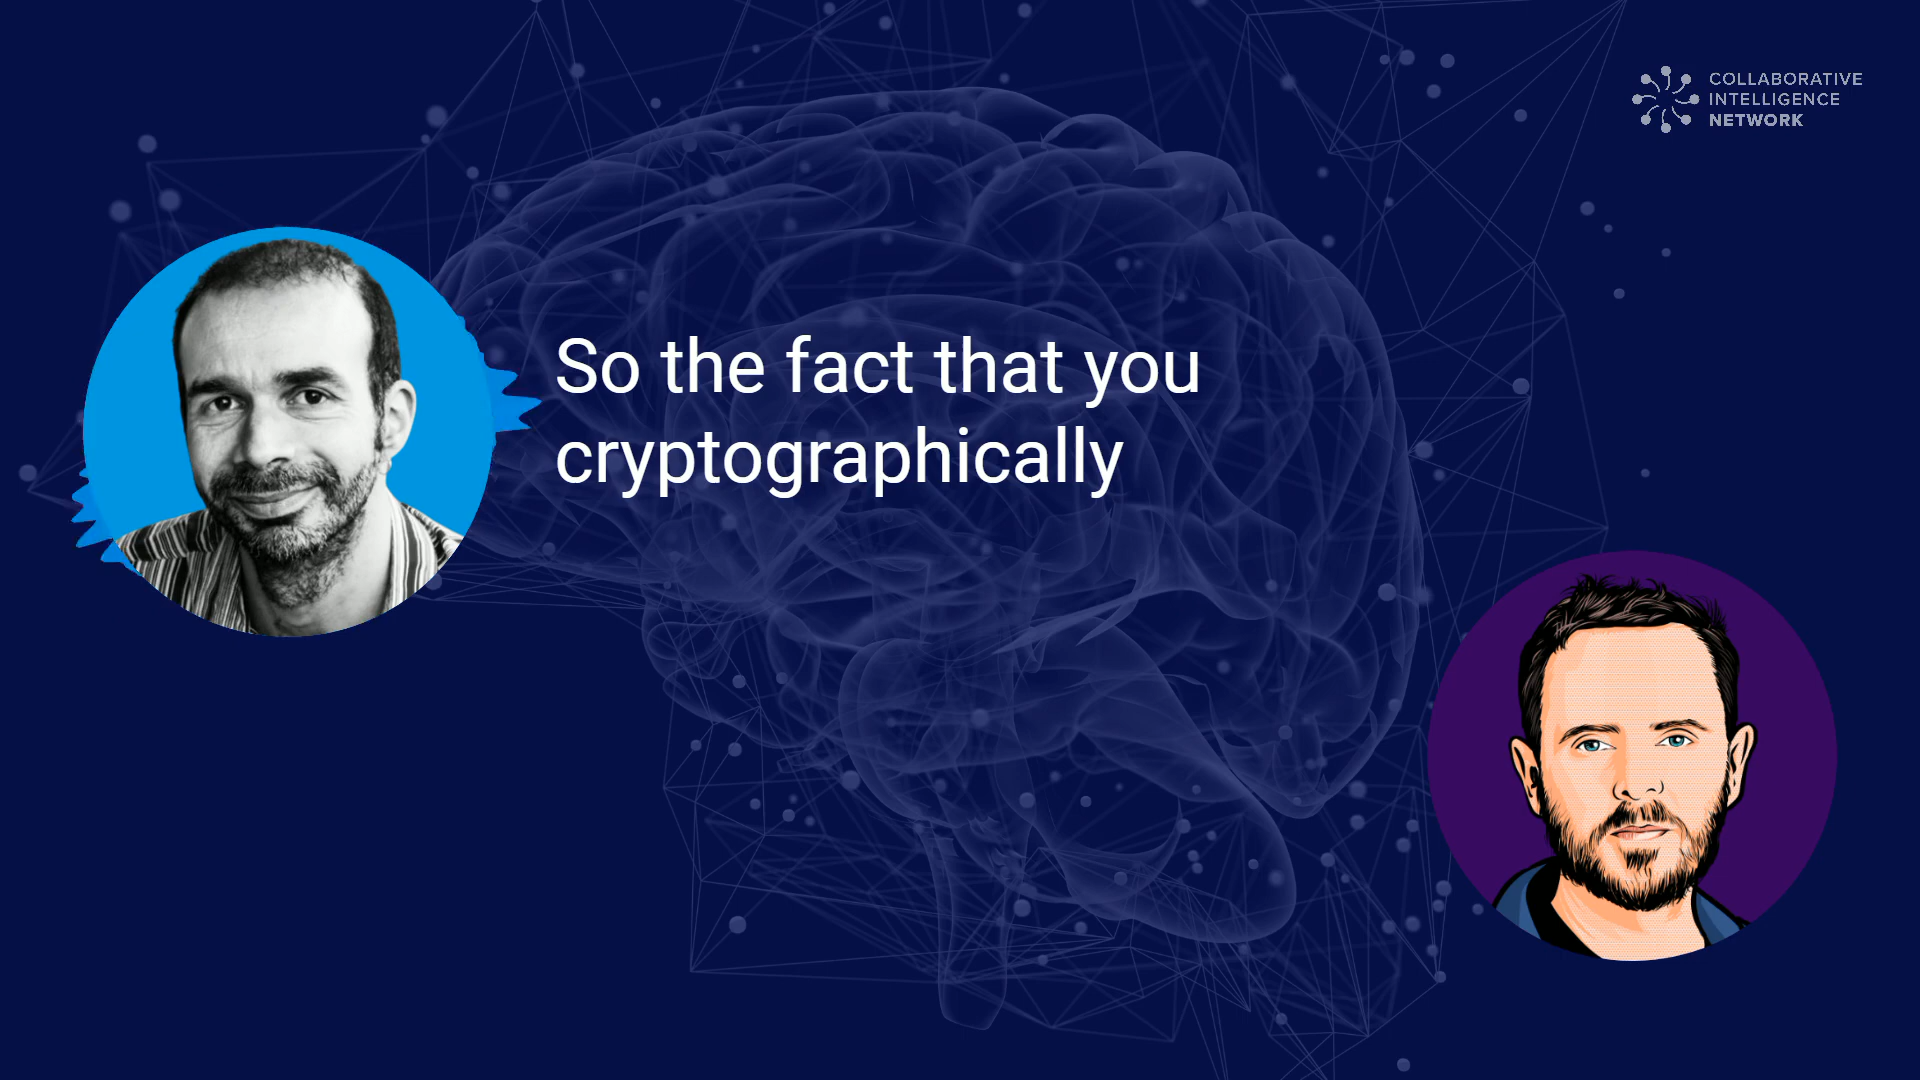 COLLABORATIVE
INTELLIGENCE
NETWORK
So the fact that you
cryptographically